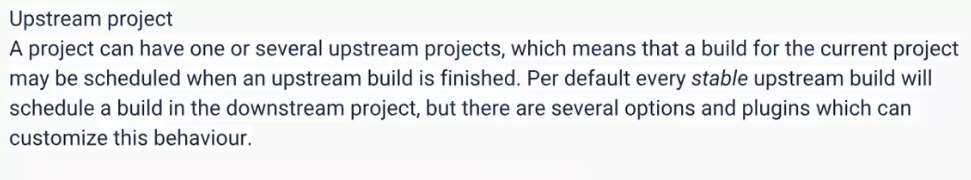 Upstream project
A project can have one or several upstream projects, which means that a build for the current project
may be scheduled when an upstream build is finished. Per default every stable upstream build will
schedule a build in the downstream project, but there are several options and plugins which can
customize this behaviour.